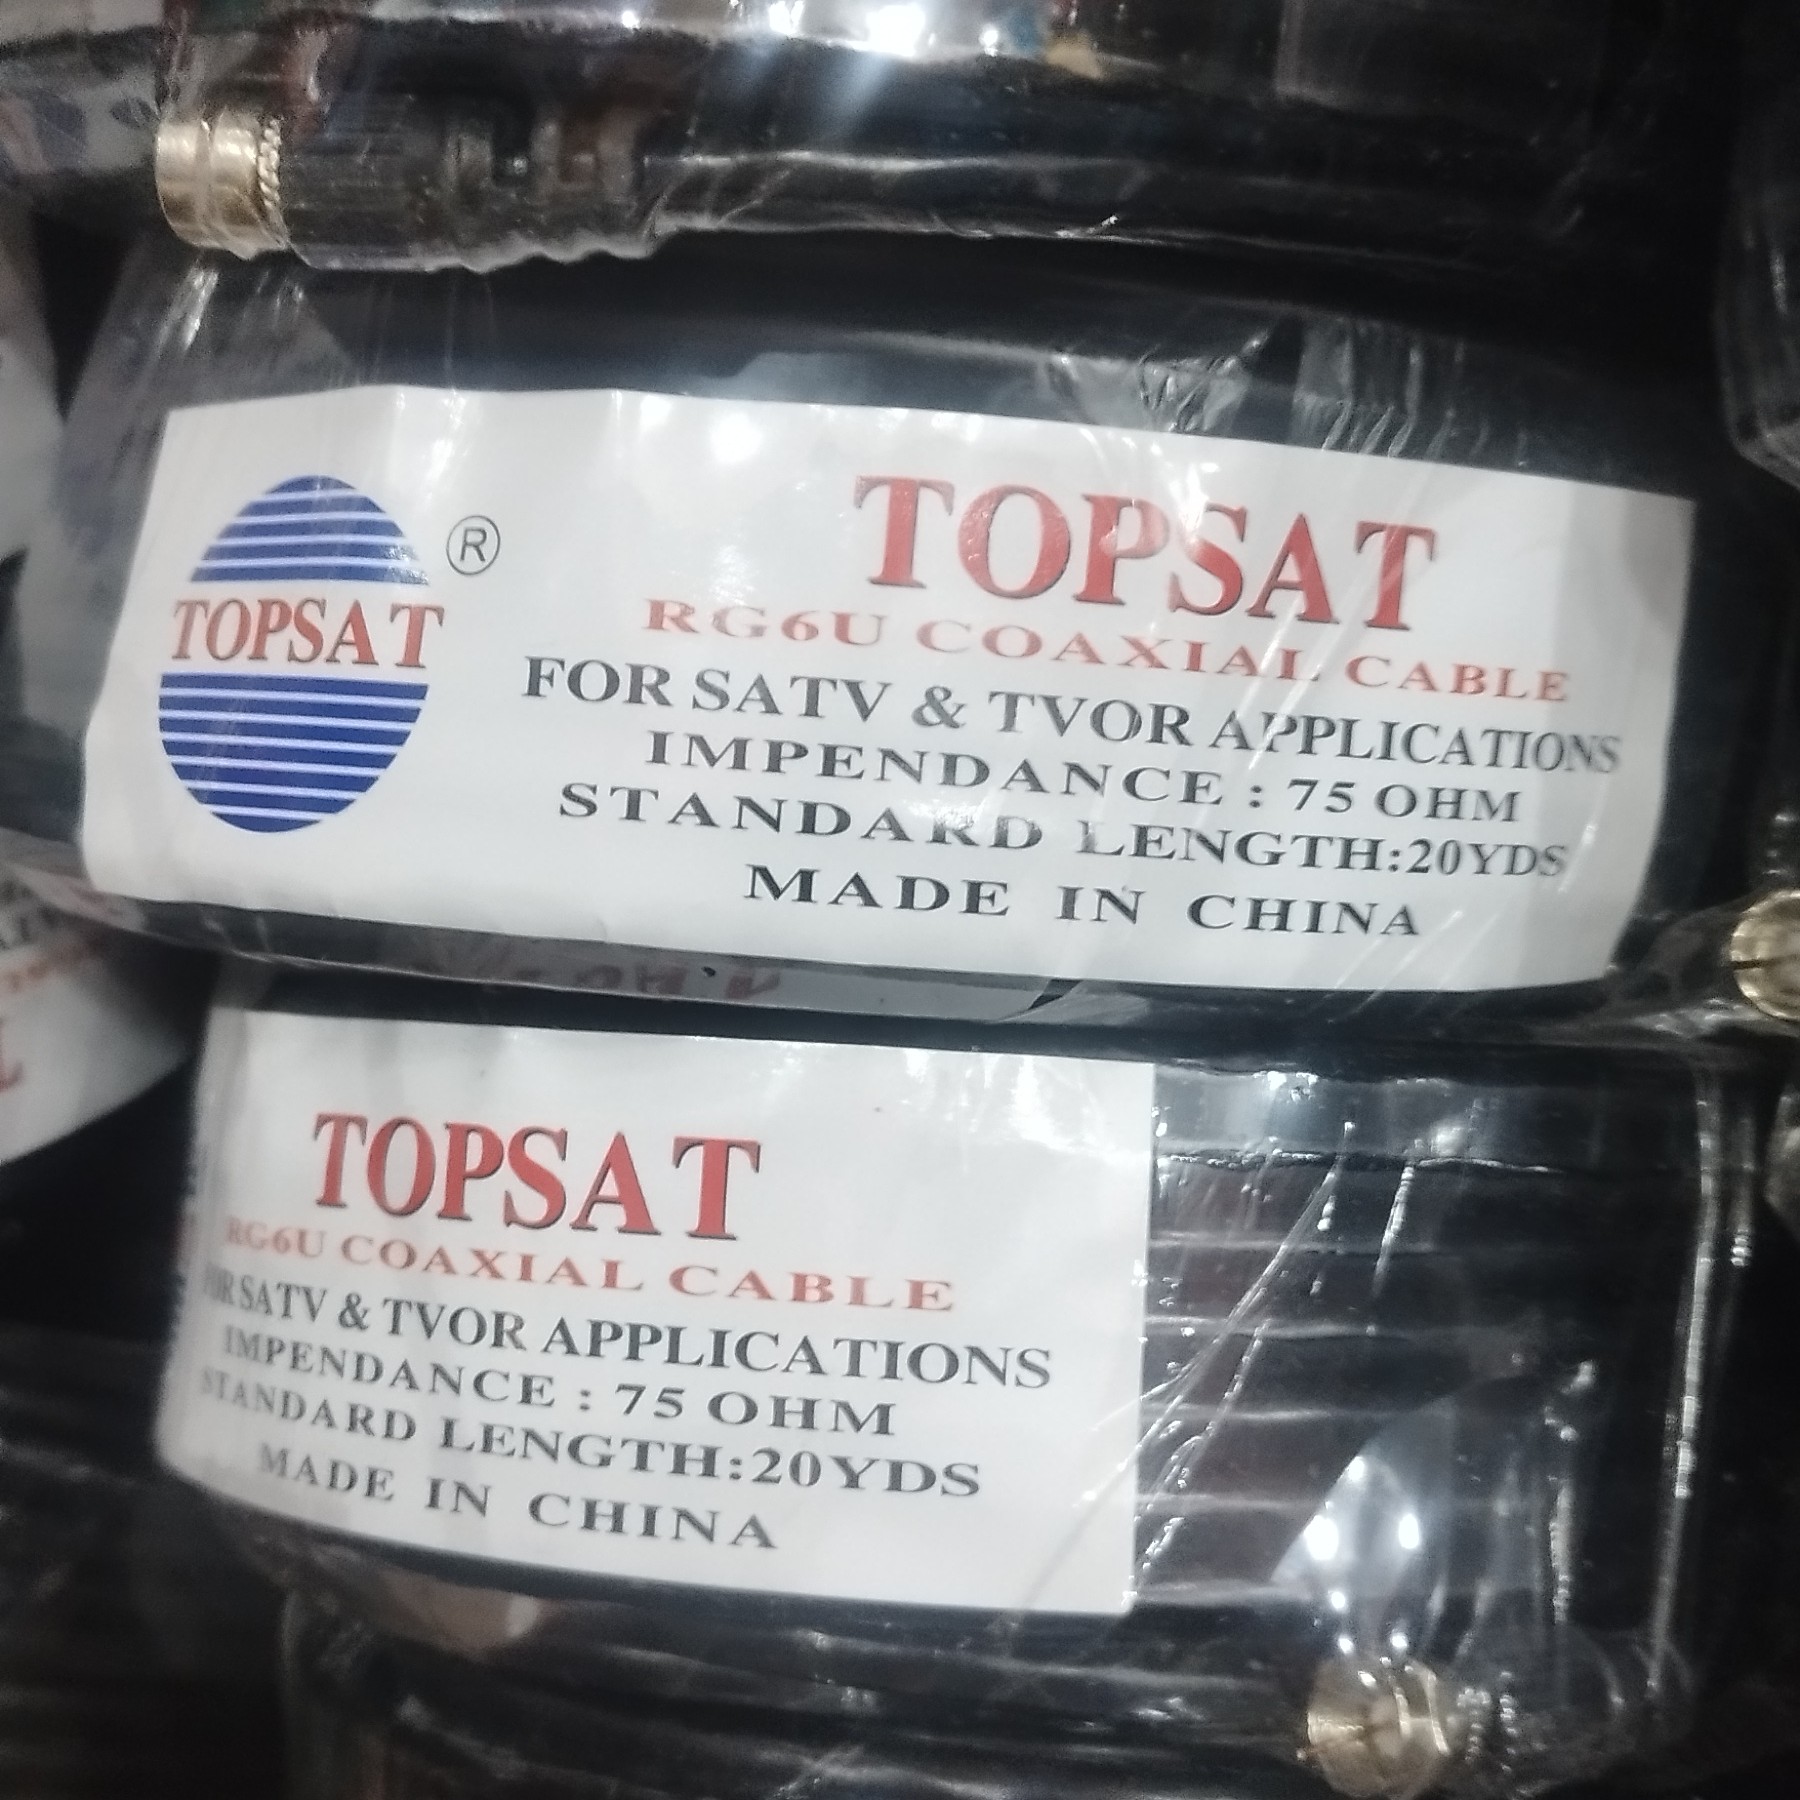 TOPSAT ®
TOPSAT
RG6U COAXIAL CABLE
FOR SATV & TVOR APPLICATIONS
IMPENDANCE : 75 OHM
STANDARD LENGTH:20YDS
MADE IN CHINA
TOPSAT
RG6U COAXIAL CABLE
FOR SATV & TVOR APPLICATIONS
IMPENDANCE : 75 OHM
STANDARD LENGTH:20YDS
MADE IN CHINA